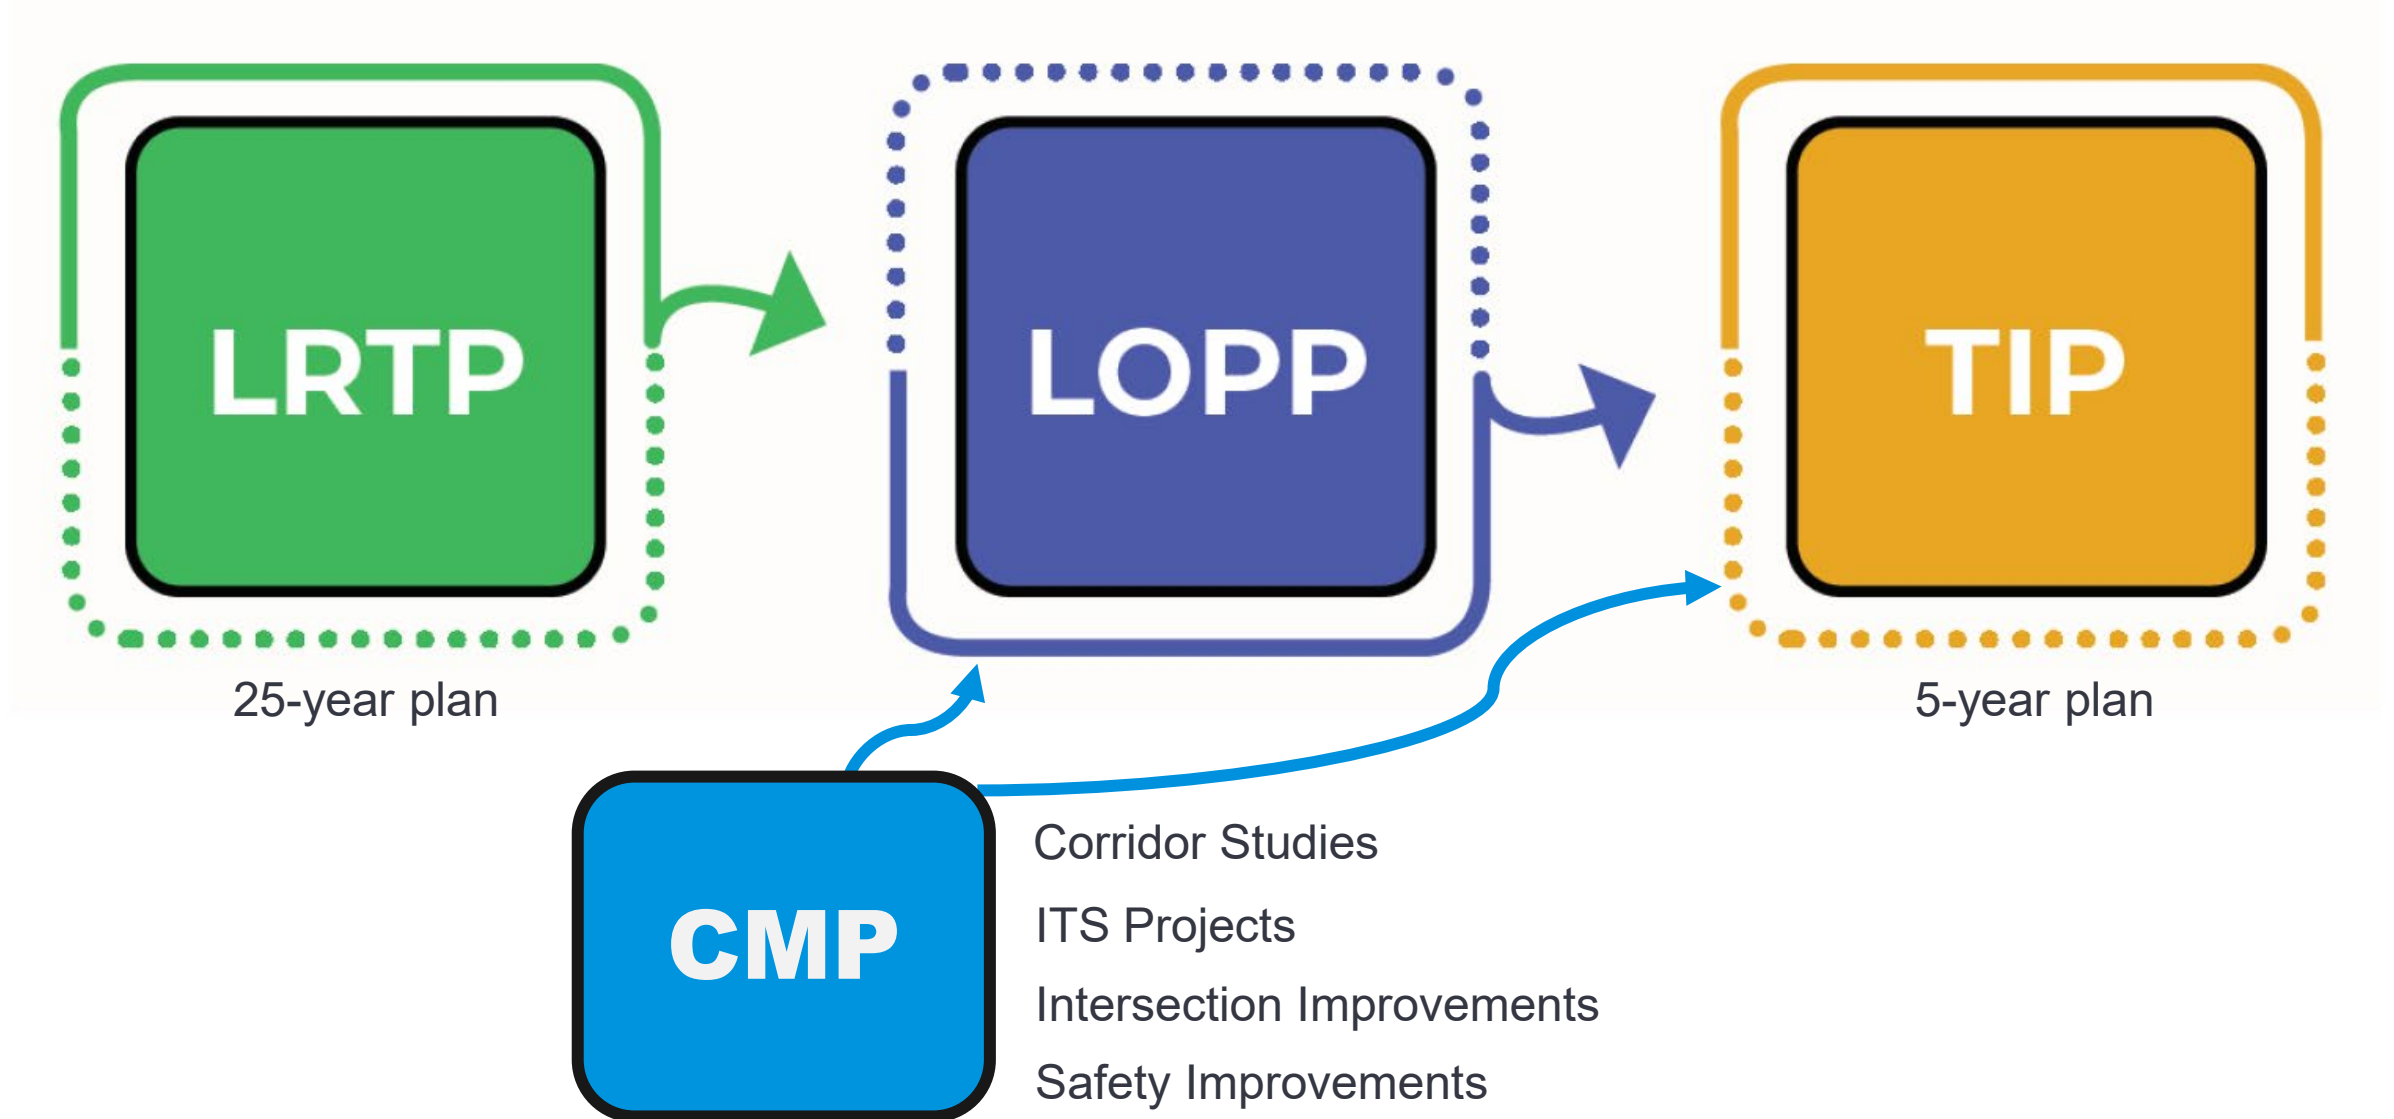 LRTP
LOPP
TIP
25-year plan
5-year plan
CMP
Corridor Studies
ITS Projects
Intersection Improvements
Safety Improvements